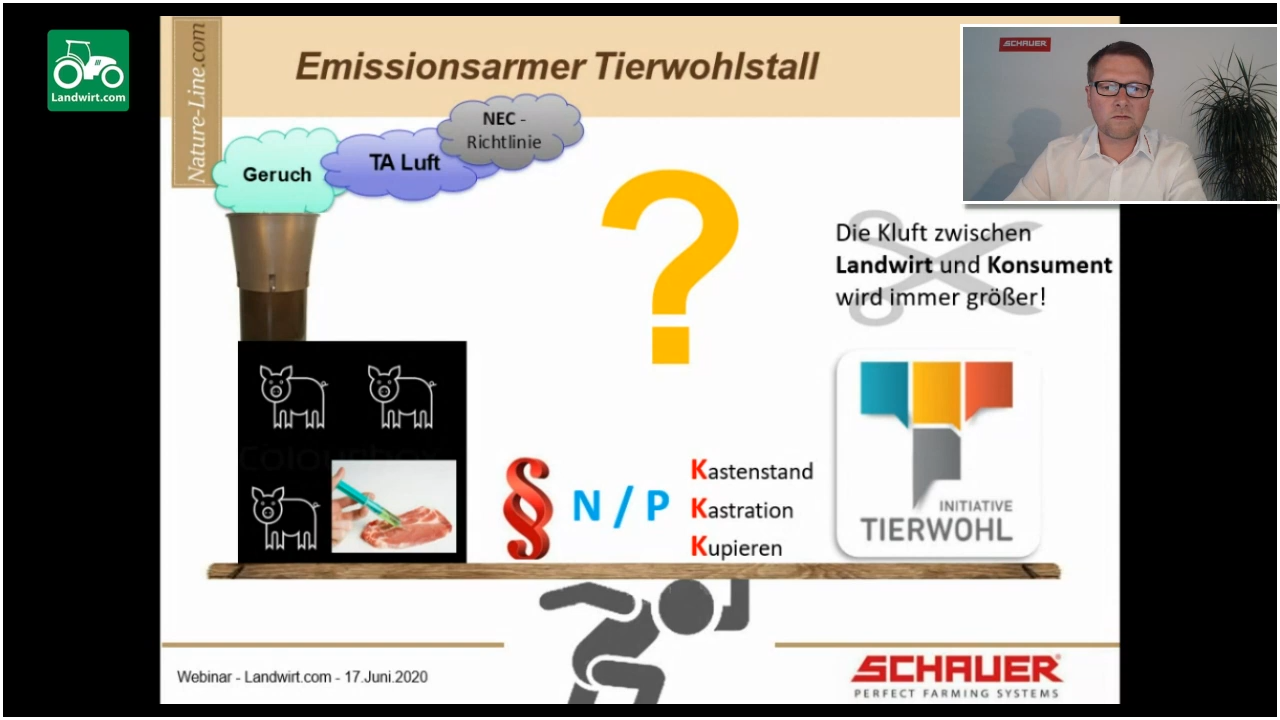 Landwirt.com
Nature-Line.com
Emissionsarmer Tierwohlstall
SCHAUER
Geruch
TA Luft
NEC -
Richtlinie
?
Die Kluft zwischen
Landwirt und Konsument
wird immer größer!
§
N / P
Kastenstand
Kastration
Kupieren
INITIATIVE
TIERWOHL
Webinar - Landwirt.com - 17.Juni.2020
SCHAUER®
PERFECT FARMING SYSTEMS